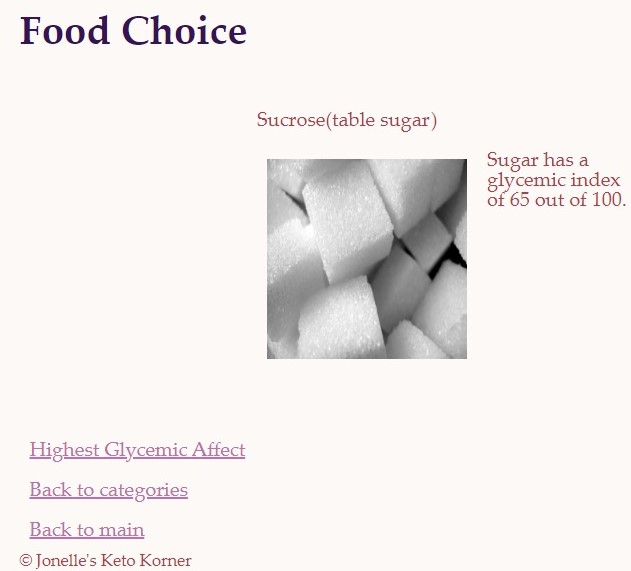 Food Choice
Sucrose(table sugar)
Sugar has a
glycemic index
of 65 out of 100.
Highest Glycemic Affect
Back to categories
Back to main
© Jonelle's Keto Korner